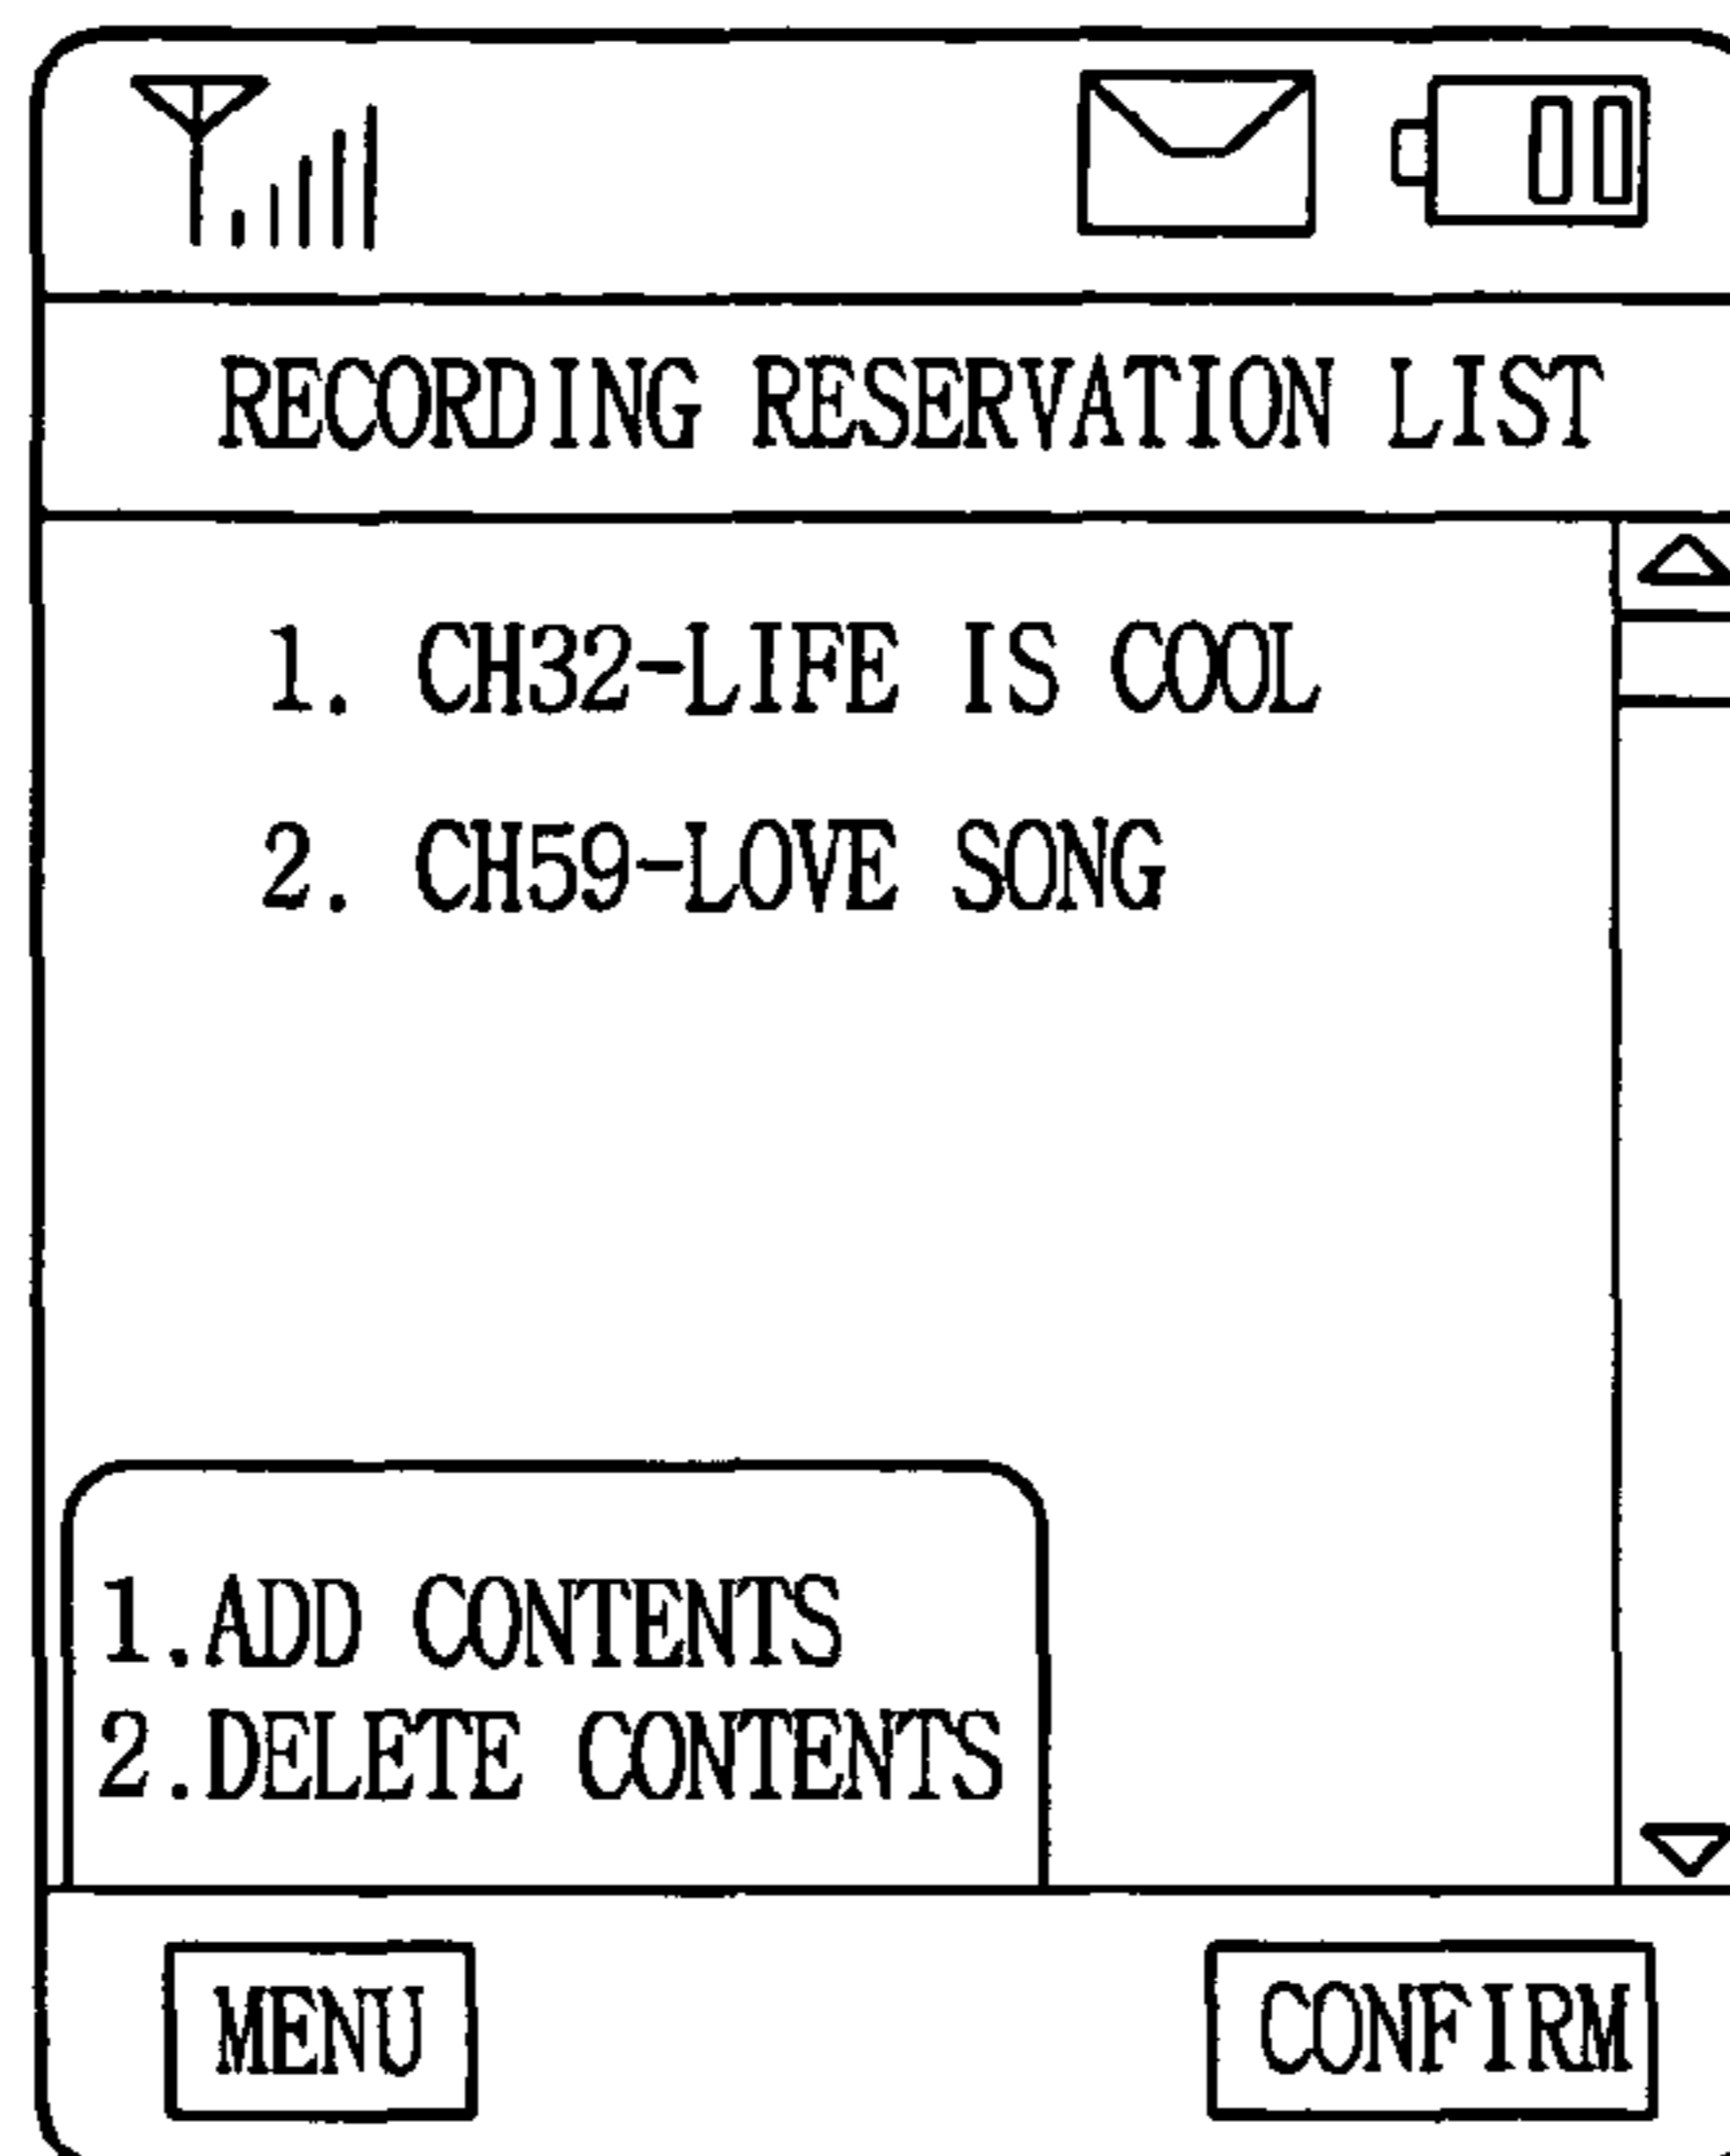 RECORDING RESERVATION LIST
1. CH32-LIFE IS COOL
2. CH59-LOVE SONG
1.ADD CONTENTS
2.DELETE CONTENTS
MENU
CONFIRM